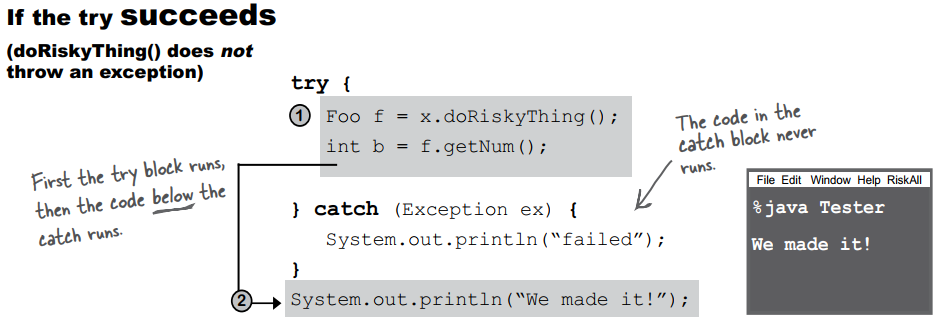 If the try succeeds
(doRiskyThing() does not
throw an exception)
try {
1 Foo f = x.doRiskyThing();
int b = f.getNum();
} catch (Exception ex) {
System.out.println(“failed”);
}
2 System.out.println(“We made it!”);
First the try block runs,
then the code below the
catch runs.
The code in the
catch block never
runs.
File Edit Window Help RiskAll
%java Tester
We made it!